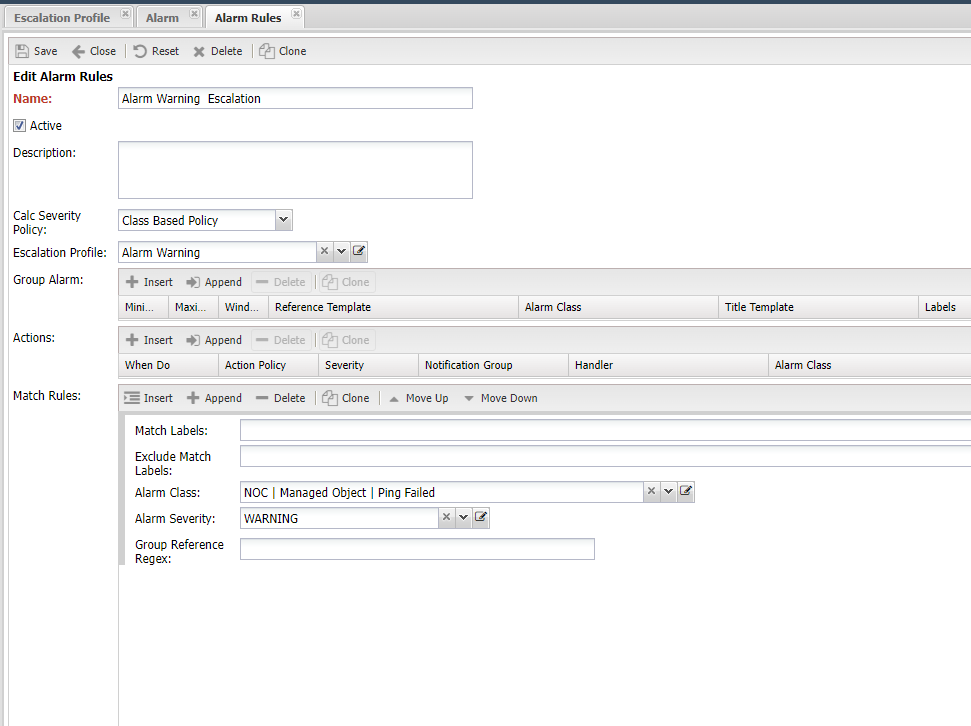 Escalation Profile Alarm Alarm Rules
Save Close Reset Delete Clone
Edit Alarm Rules
Name: Alarm Warning  Escalation
Active
Description:
Calc Severity
Policy: Class Based Policy
Escalation Profile: Alarm Warning
Group Alarm: Insert Append Delete Clone
Mini... Maxi... Wind... Reference Template Alarm Class Title Template Labels
Actions: Insert Append Delete Clone
When Do Action Policy Severity Notification Group Handler Alarm Class
Match Rules: Insert Append Delete Clone Move Up Move Down
Match Labels:
Exclude Match
Labels:
Alarm Class: NOC | Managed Object | Ping Failed
Alarm Severity: WARNING
Group Reference
Regex: